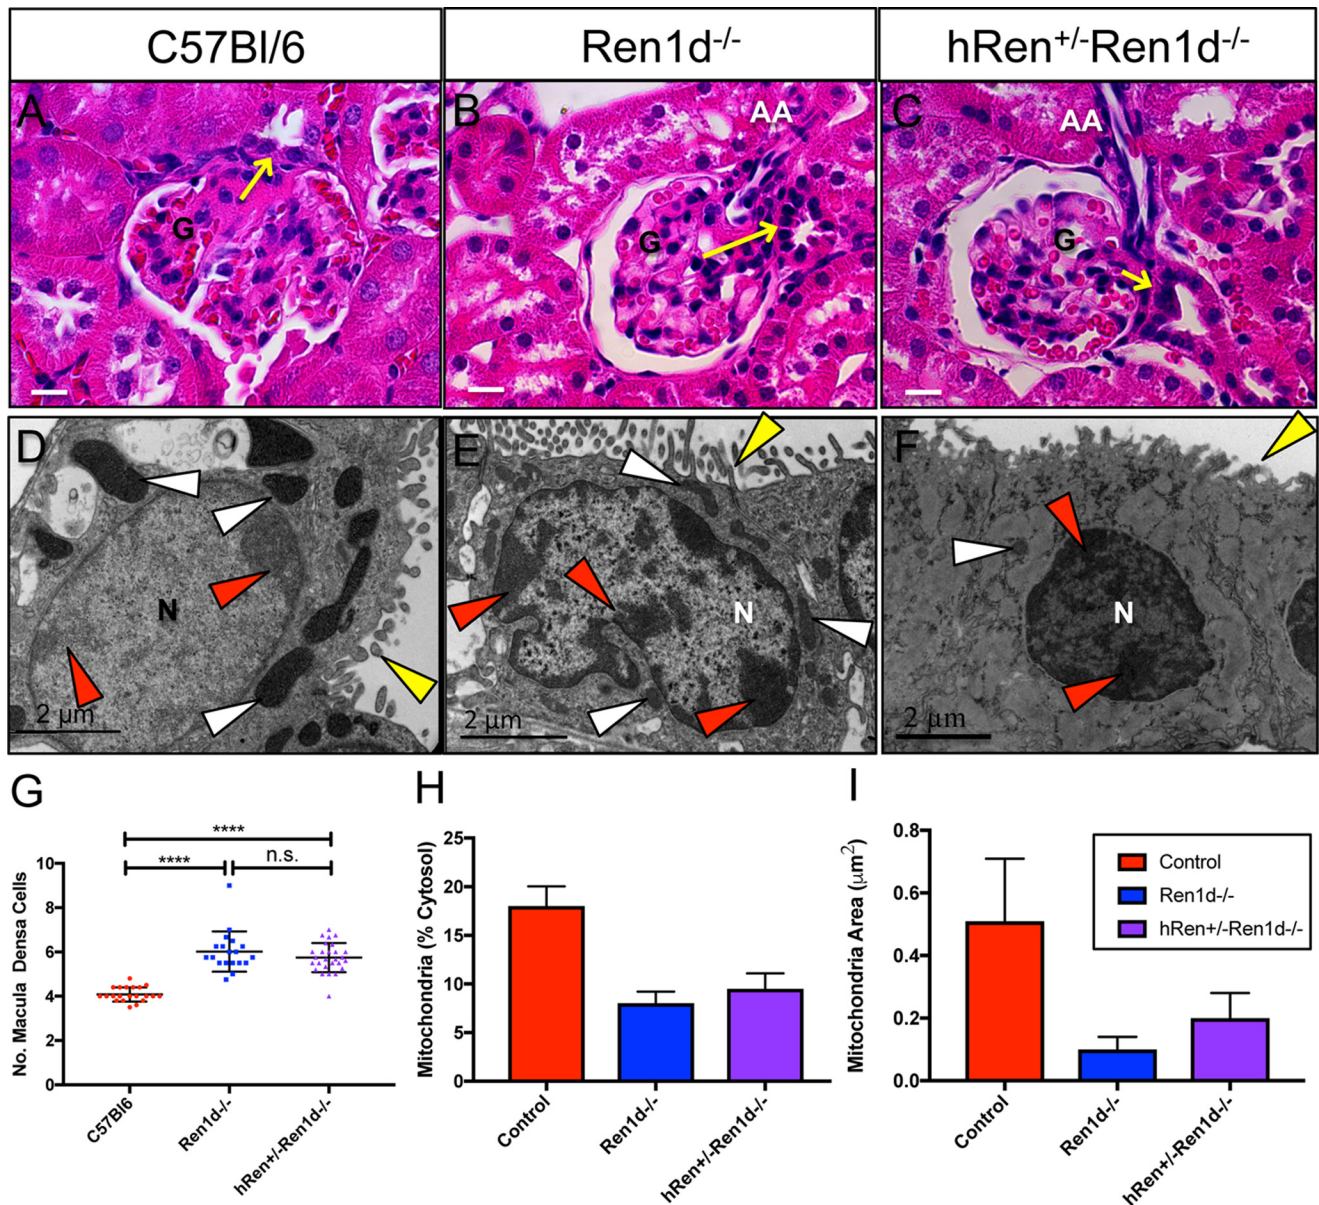 C57Bl/6
Ren1d-/-
hRen+/-Ren1d-/-
A
G
B
AA
G
C
AA
G
D
N
2 µm
E
N
2 µm
F
N
2 µm
G
No. Macula Densa Cells
10
8
6
4
2
0
****
****
n.s.
C57Bl6
Ren1d-/-
hRen+/-Ren1d-/-
H
Mitochondria (% Cytosol)
25
20
15
10
5
0
Control
Ren1d-/-
hRen+/-Ren1d-/-
I
Mitochondria Area (µm2)
0.8
0.6
0.4
0.2
0.0
Control
Ren1d-/-
hRen+/-Ren1d-/-
Control
Ren1d-/-
hRen+/-Ren1d-/-